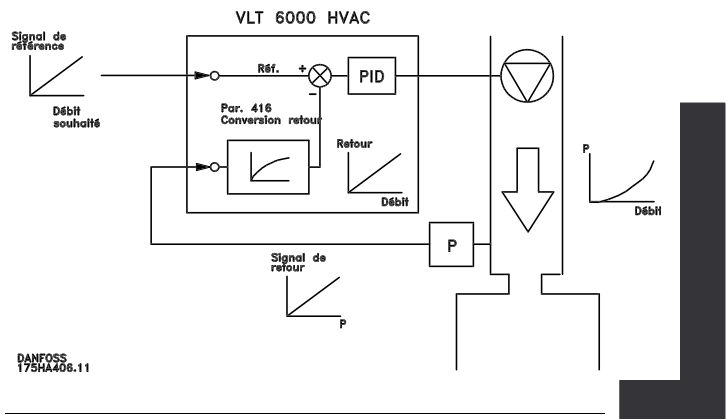 VLT 6000 HVAC
Signal de
référence
Débit
souhaité
Réf.
+
−
PID
Par. 416
Conversion retour
Retour
Débit
P
Débit
P
Signal de
retour
P
DANFOSS
175HA406.11